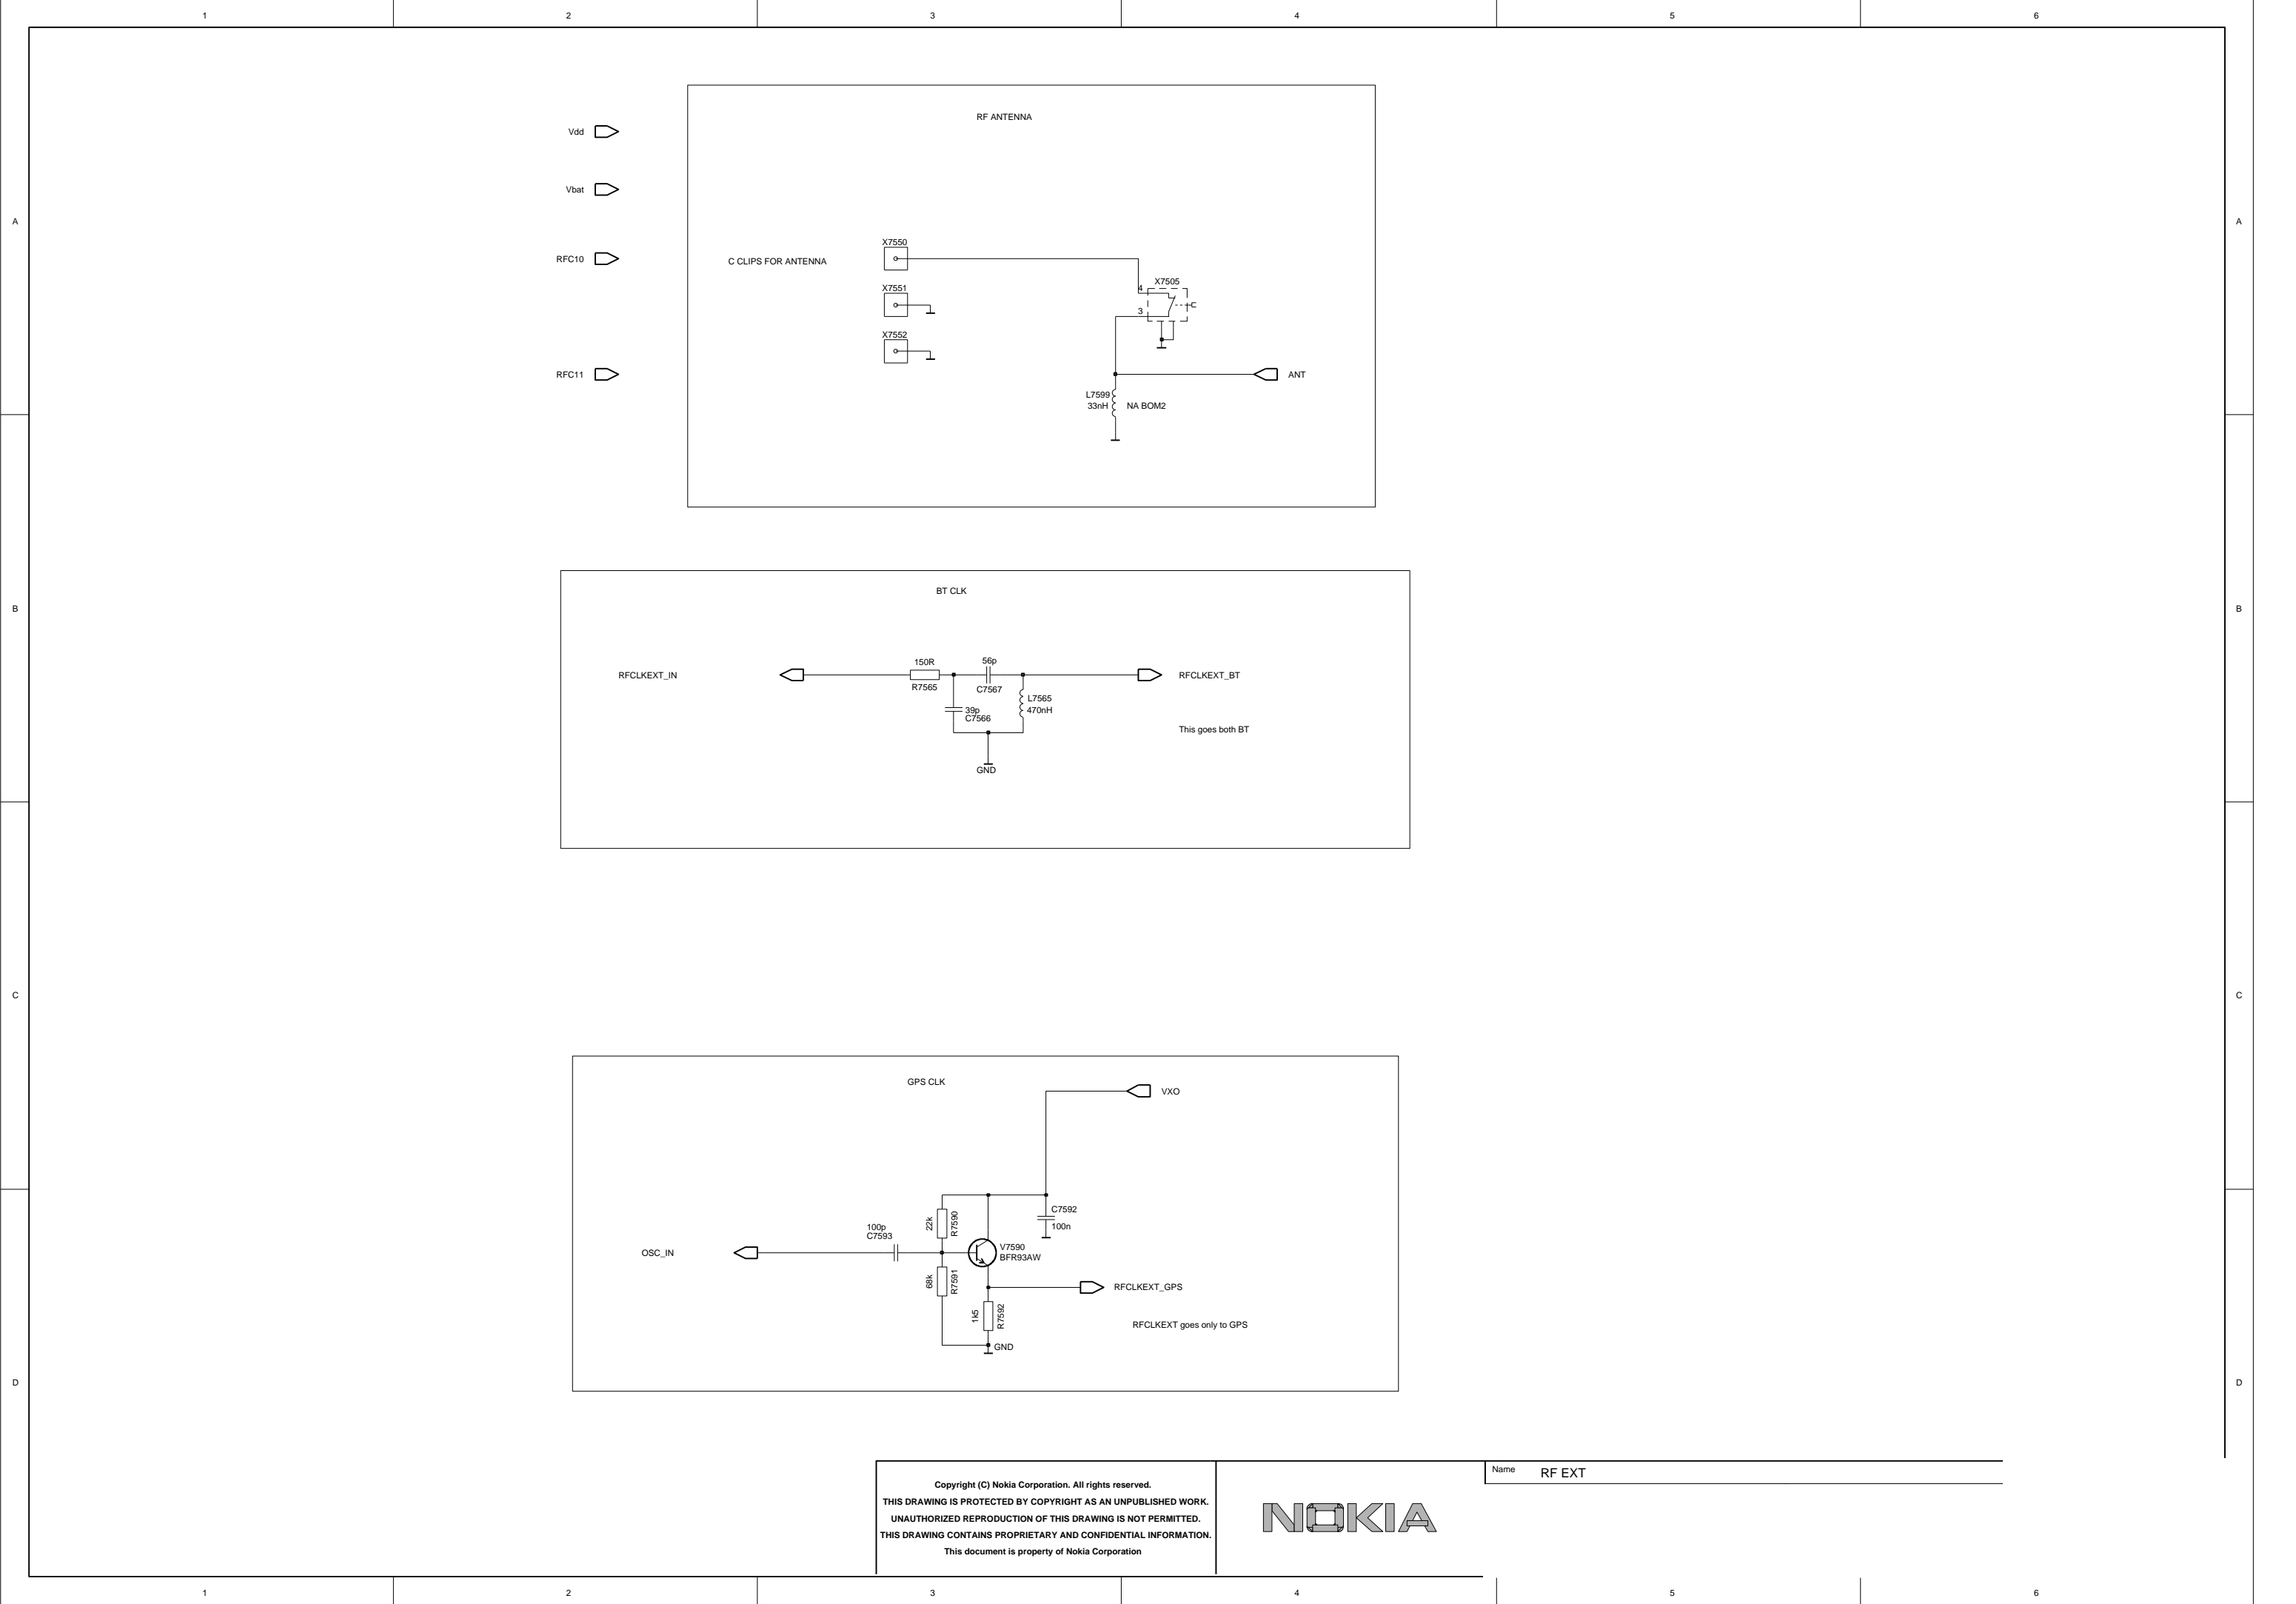 1 2 3 4 5 6
RF ANTENNA
Vdd
Vbat
A A
RFC10
C CLIPS FOR ANTENNA
X7550
X7551
X7552
X7505
4
3
RFC11
ANT
L7599
33nH NA BOM2
BT CLK
B B
RFCLKEXT_IN
150R
R7565
56p
C7567
RFCLKEXT_BT
L7565
470nH
39p
C7566
This goes both BT
GND
C C
GPS CLK
VXO
C7592
100n
22k
R7590
100p
C7593
OSC_IN
V7590
BFR93AW
68k
R7591
RFCLKEXT_GPS
1k5
R7592
RFCLKEXT goes only to GPS
GND
D D
Copyright (C) Nokia Corporation. All rights reserved.
THIS DRAWING IS PROTECTED BY COPYRIGHT AS AN UNPUBLISHED WORK.
UNAUTHORIZED REPRODUCTION OF THIS DRAWING IS NOT PERMITTED.
THIS DRAWING CONTAINS PROPRIETARY AND CONFIDENTIAL INFORMATION.
This document is property of Nokia Corporation
NOKIA
Name RF EXT
1 2 3 4 5 6